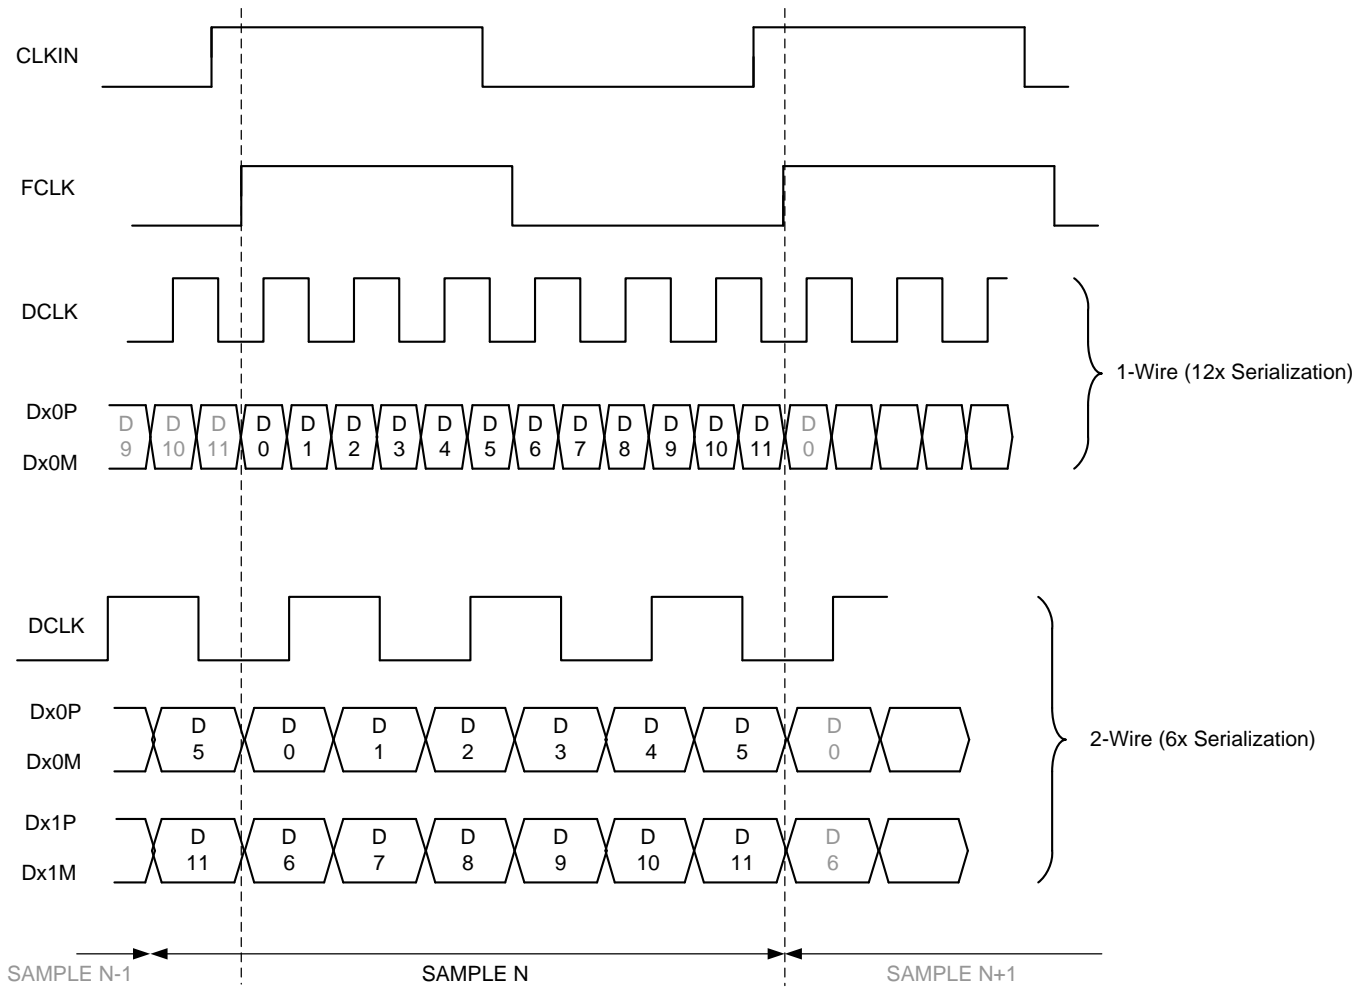 CLKIN
FCLK
DCLK
1-Wire (12x Serialization)
Dx0P
Dx0M
D 9
D 10
D 11
D 0
D 1
D 2
D 3
D 4
D 5
D 6
D 7
D 8
D 9
D 10
D 11
D 0
DCLK
2-Wire (6x Serialization)
Dx0P
Dx0M
D 5
D 0
D 1
D 2
D 3
D 4
D 5
D 0
Dx1P
Dx1M
D 11
D 6
D 7
D 8
D 9
D 10
D 11
D 6
SAMPLE N-1
SAMPLE N
SAMPLE N+1